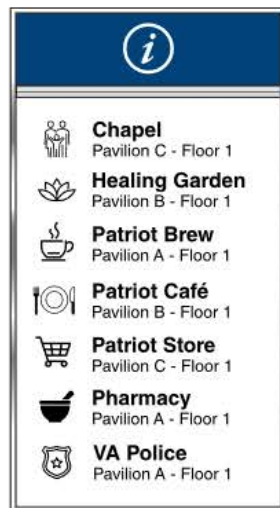 i
Chapel
Pavilion C - Floor 1
Healing Garden
Pavilion B - Floor 1
Patriot Brew
Pavilion A - Floor 1
Patriot Café
Pavilion B - Floor 1
Patriot Store
Pavilion C - Floor 1
Pharmacy
Pavilion A - Floor 1
VA Police
Pavilion A - Floor 1